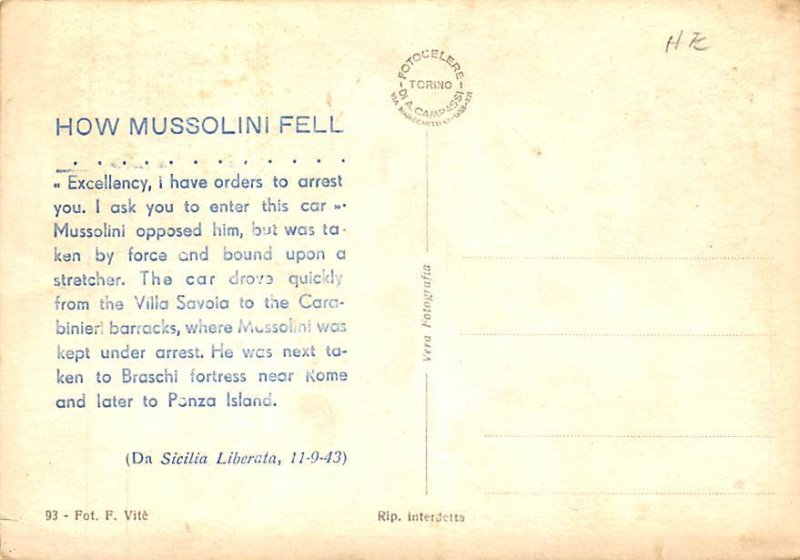 HE
FOTOCELERE
TORINO
DI A. CAMPASSI
HOW MUSSOLINI FELL
« Excellency, i have orders to arrest
you. I ask you to enter this car »·
Mussolini opposed him, but was ta-
ken by force and bound upon a
stretcher. The car drove quickly
from the Villa Savoia to the Cara-
binieri barracks, where Mussolini was
kept under arrest. He was next ta-
ken to Braschi fortress near Rome
and later to Ponza Island.
(Da Sicilia Liberata, 11-9-43)
Vera Fotografia
93 - Fot. F. Vitè
Rip. Interdetta